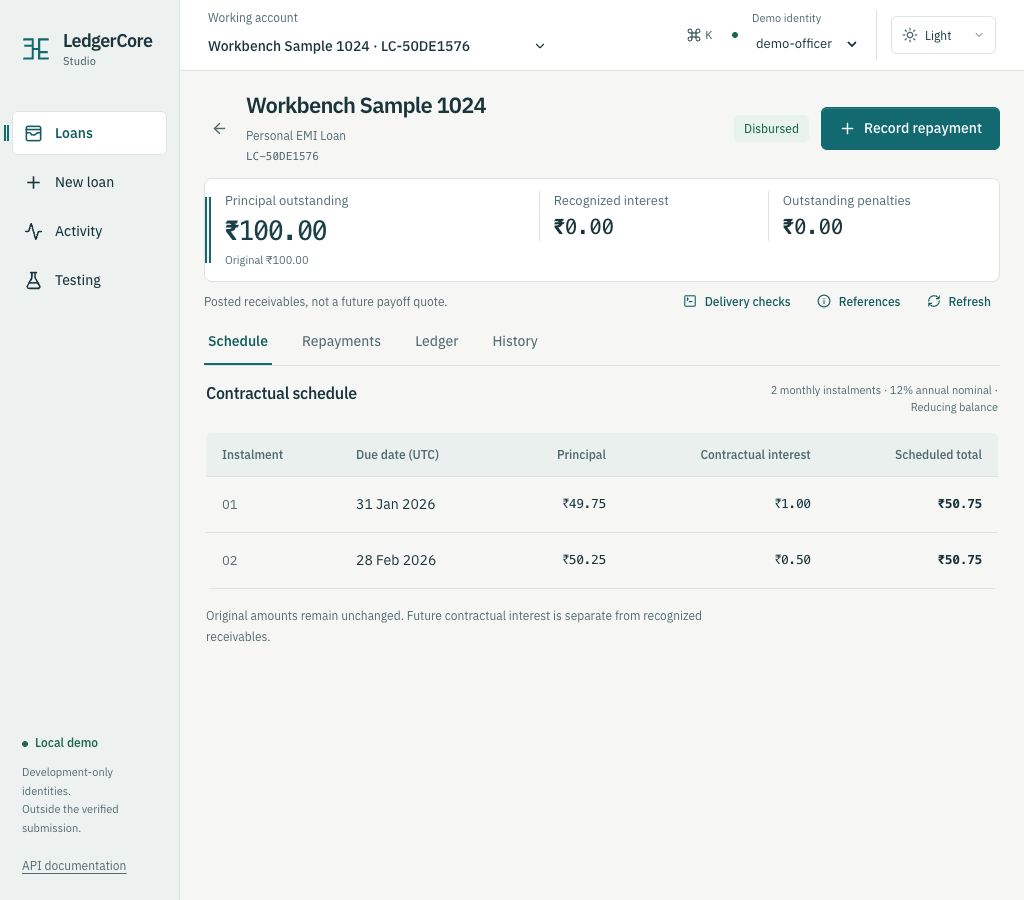 LedgerCore
Studio
Loans
New loan
Activity
Testing
Local demo
Development-only
identities.
Outside the verified
submission.
API documentation
Working account
Workbench Sample 1024 · LC-50DE1576
⌘ K
Demo identity
demo-officer
Light
Workbench Sample 1024
Personal EMI Loan
LC-50DE1576
Disbursed
Record repayment
Principal outstanding
₹100.00
Original ₹100.00
Recognized interest
₹0.00
Outstanding penalties
₹0.00
Posted receivables, not a future payoff quote.
Delivery checks
References
Refresh
Schedule Repayments Ledger History
Contractual schedule
2 monthly instalments · 12% annual nominal ·
Reducing balance
Instalment Due date (UTC) Principal Contractual interest Scheduled total
01 31 Jan 2026 ₹49.75 ₹1.00 ₹50.75
02 28 Feb 2026 ₹50.25 ₹0.50 ₹50.75
Original amounts remain unchanged. Future contractual interest is separate from recognized
receivables.